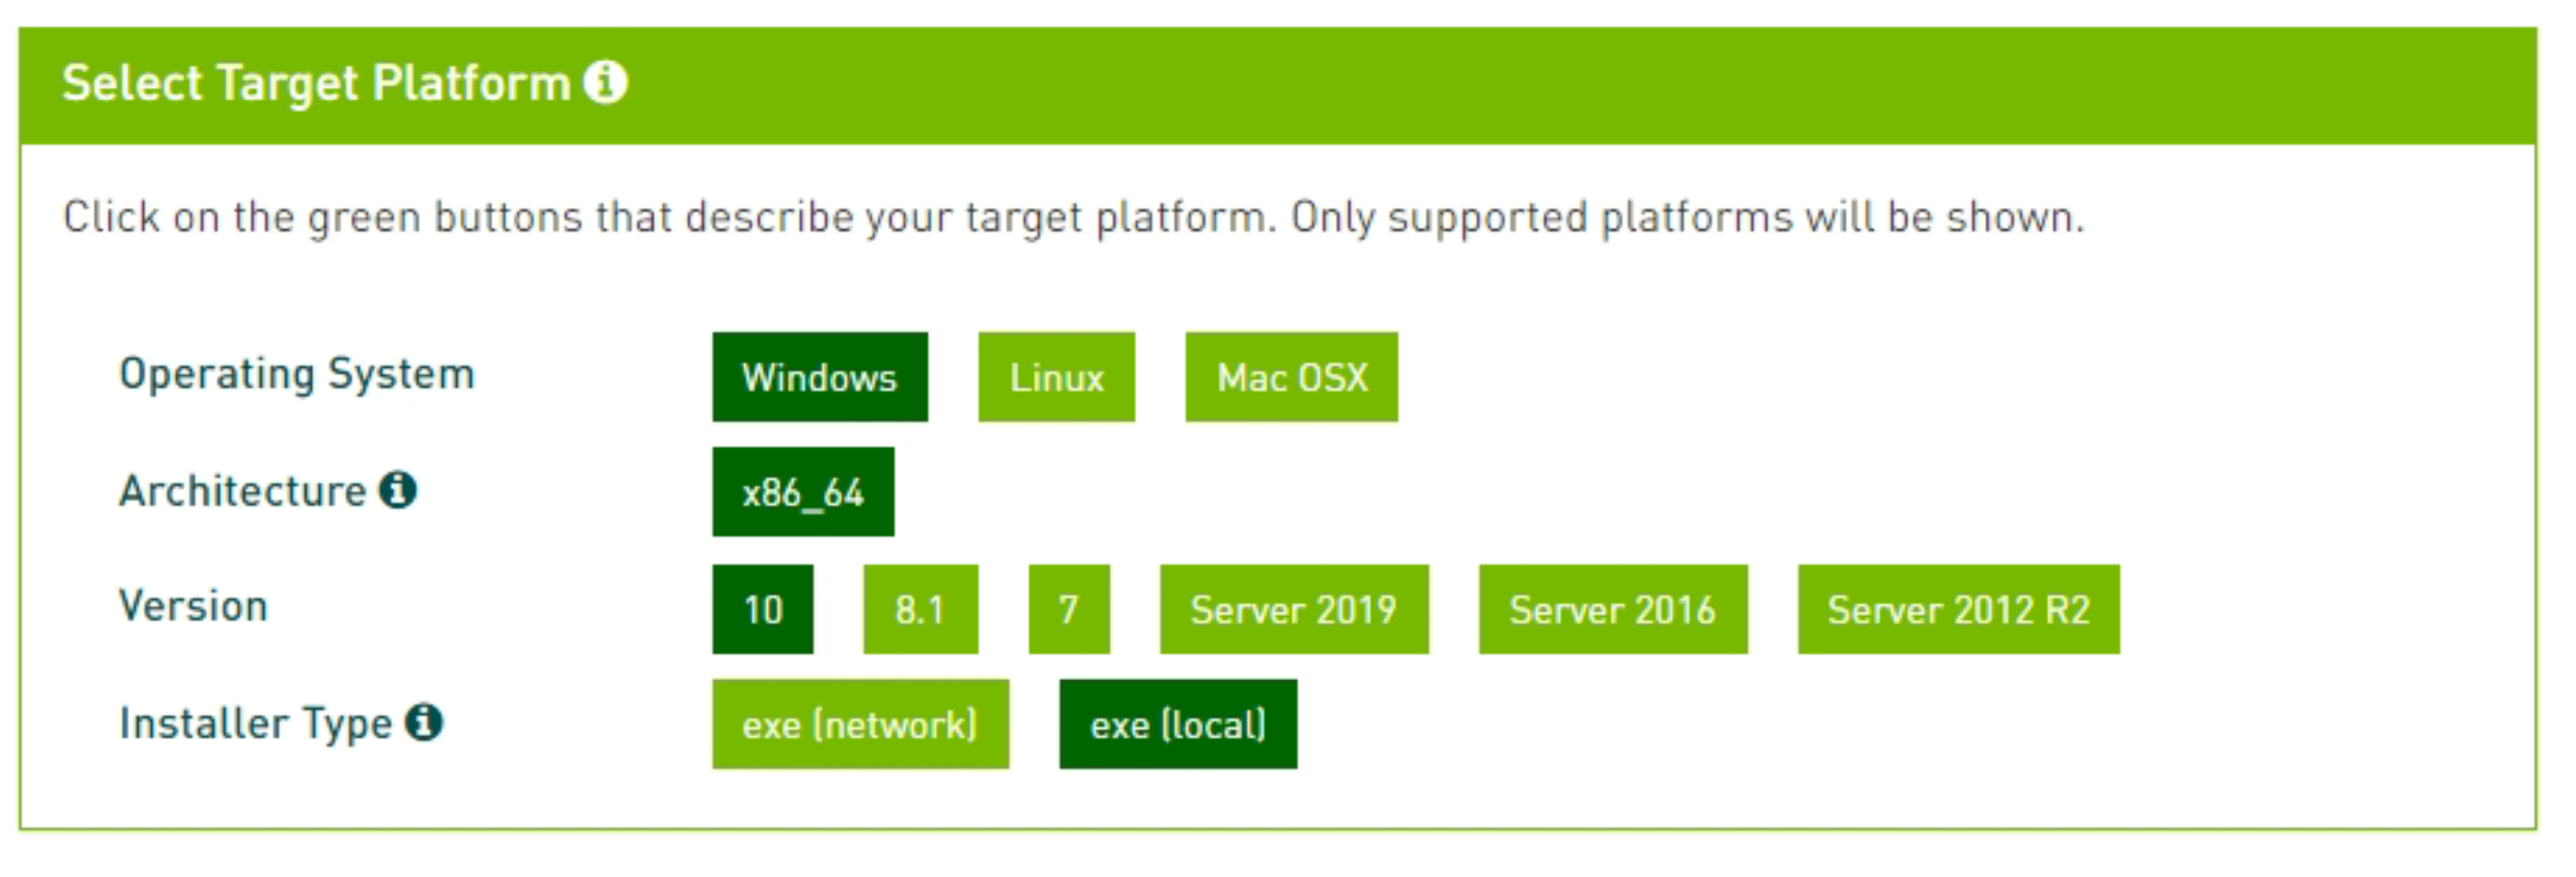 Select Target Platform
Click on the green buttons that describe your target platform. Only supported platforms will be shown.
Operating System Windows Linux Mac OSX
Architecture x86_64
Version 10 8.1 7 Server 2019 Server 2016 Server 2012 R2
Installer Type exe (network) exe (local)